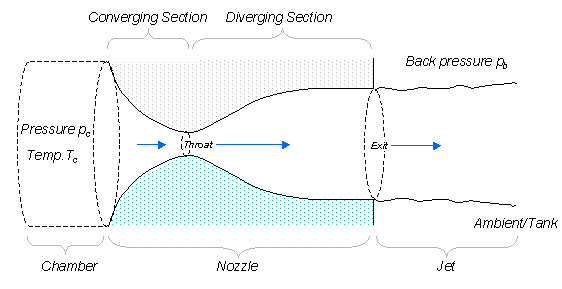 Converging Section
Diverging Section
Back pressure p_b
Pressure p_c
Temp. T_c
Throat
Exit
Ambient/Tank
Chamber
Nozzle
Jet